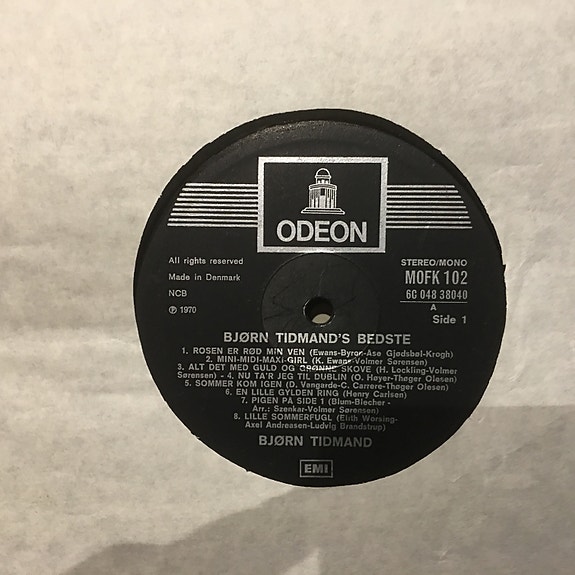 ODEON
All rights reserved
Made in Denmark
NCB
℗ 1970
STEREO/MONO
MOFK 102
6C 048 38040
A
Side 1
BJØRN TIDMAND'S BEDSTE
1. ROSEN ER RØD MIN VEN (Ewans-Byron-Åse Gjødsbøl-Krogh)
2. MINI-MIDI-MAXI-GIRL (K. Ewans-Volmer Sørensen)
3. ALT DET MED GULD OG GRØNNE SKOVE (H. Lockling-Volmer
Sørensen) - 4. NU TA'R JEG TIL DUBLIN (O. Høyer-Thøger Olesen)
5. SOMMER KOM IGEN (D. Vangarde-C. Carrere-Thøger Olesen)
6. EN LILLE GYLDEN RING (Henry Carlsen)
7. PIGEN PÅ SIDE 1 (Blum-Blecher -
Arr.: Szenkar-Volmer Sørensen)
8. LILLE SOMMERFUGL (Elith Worsing-
Axel Andreasen-Ludvig Brandstrup)
BJØRN TIDMAND
EMI